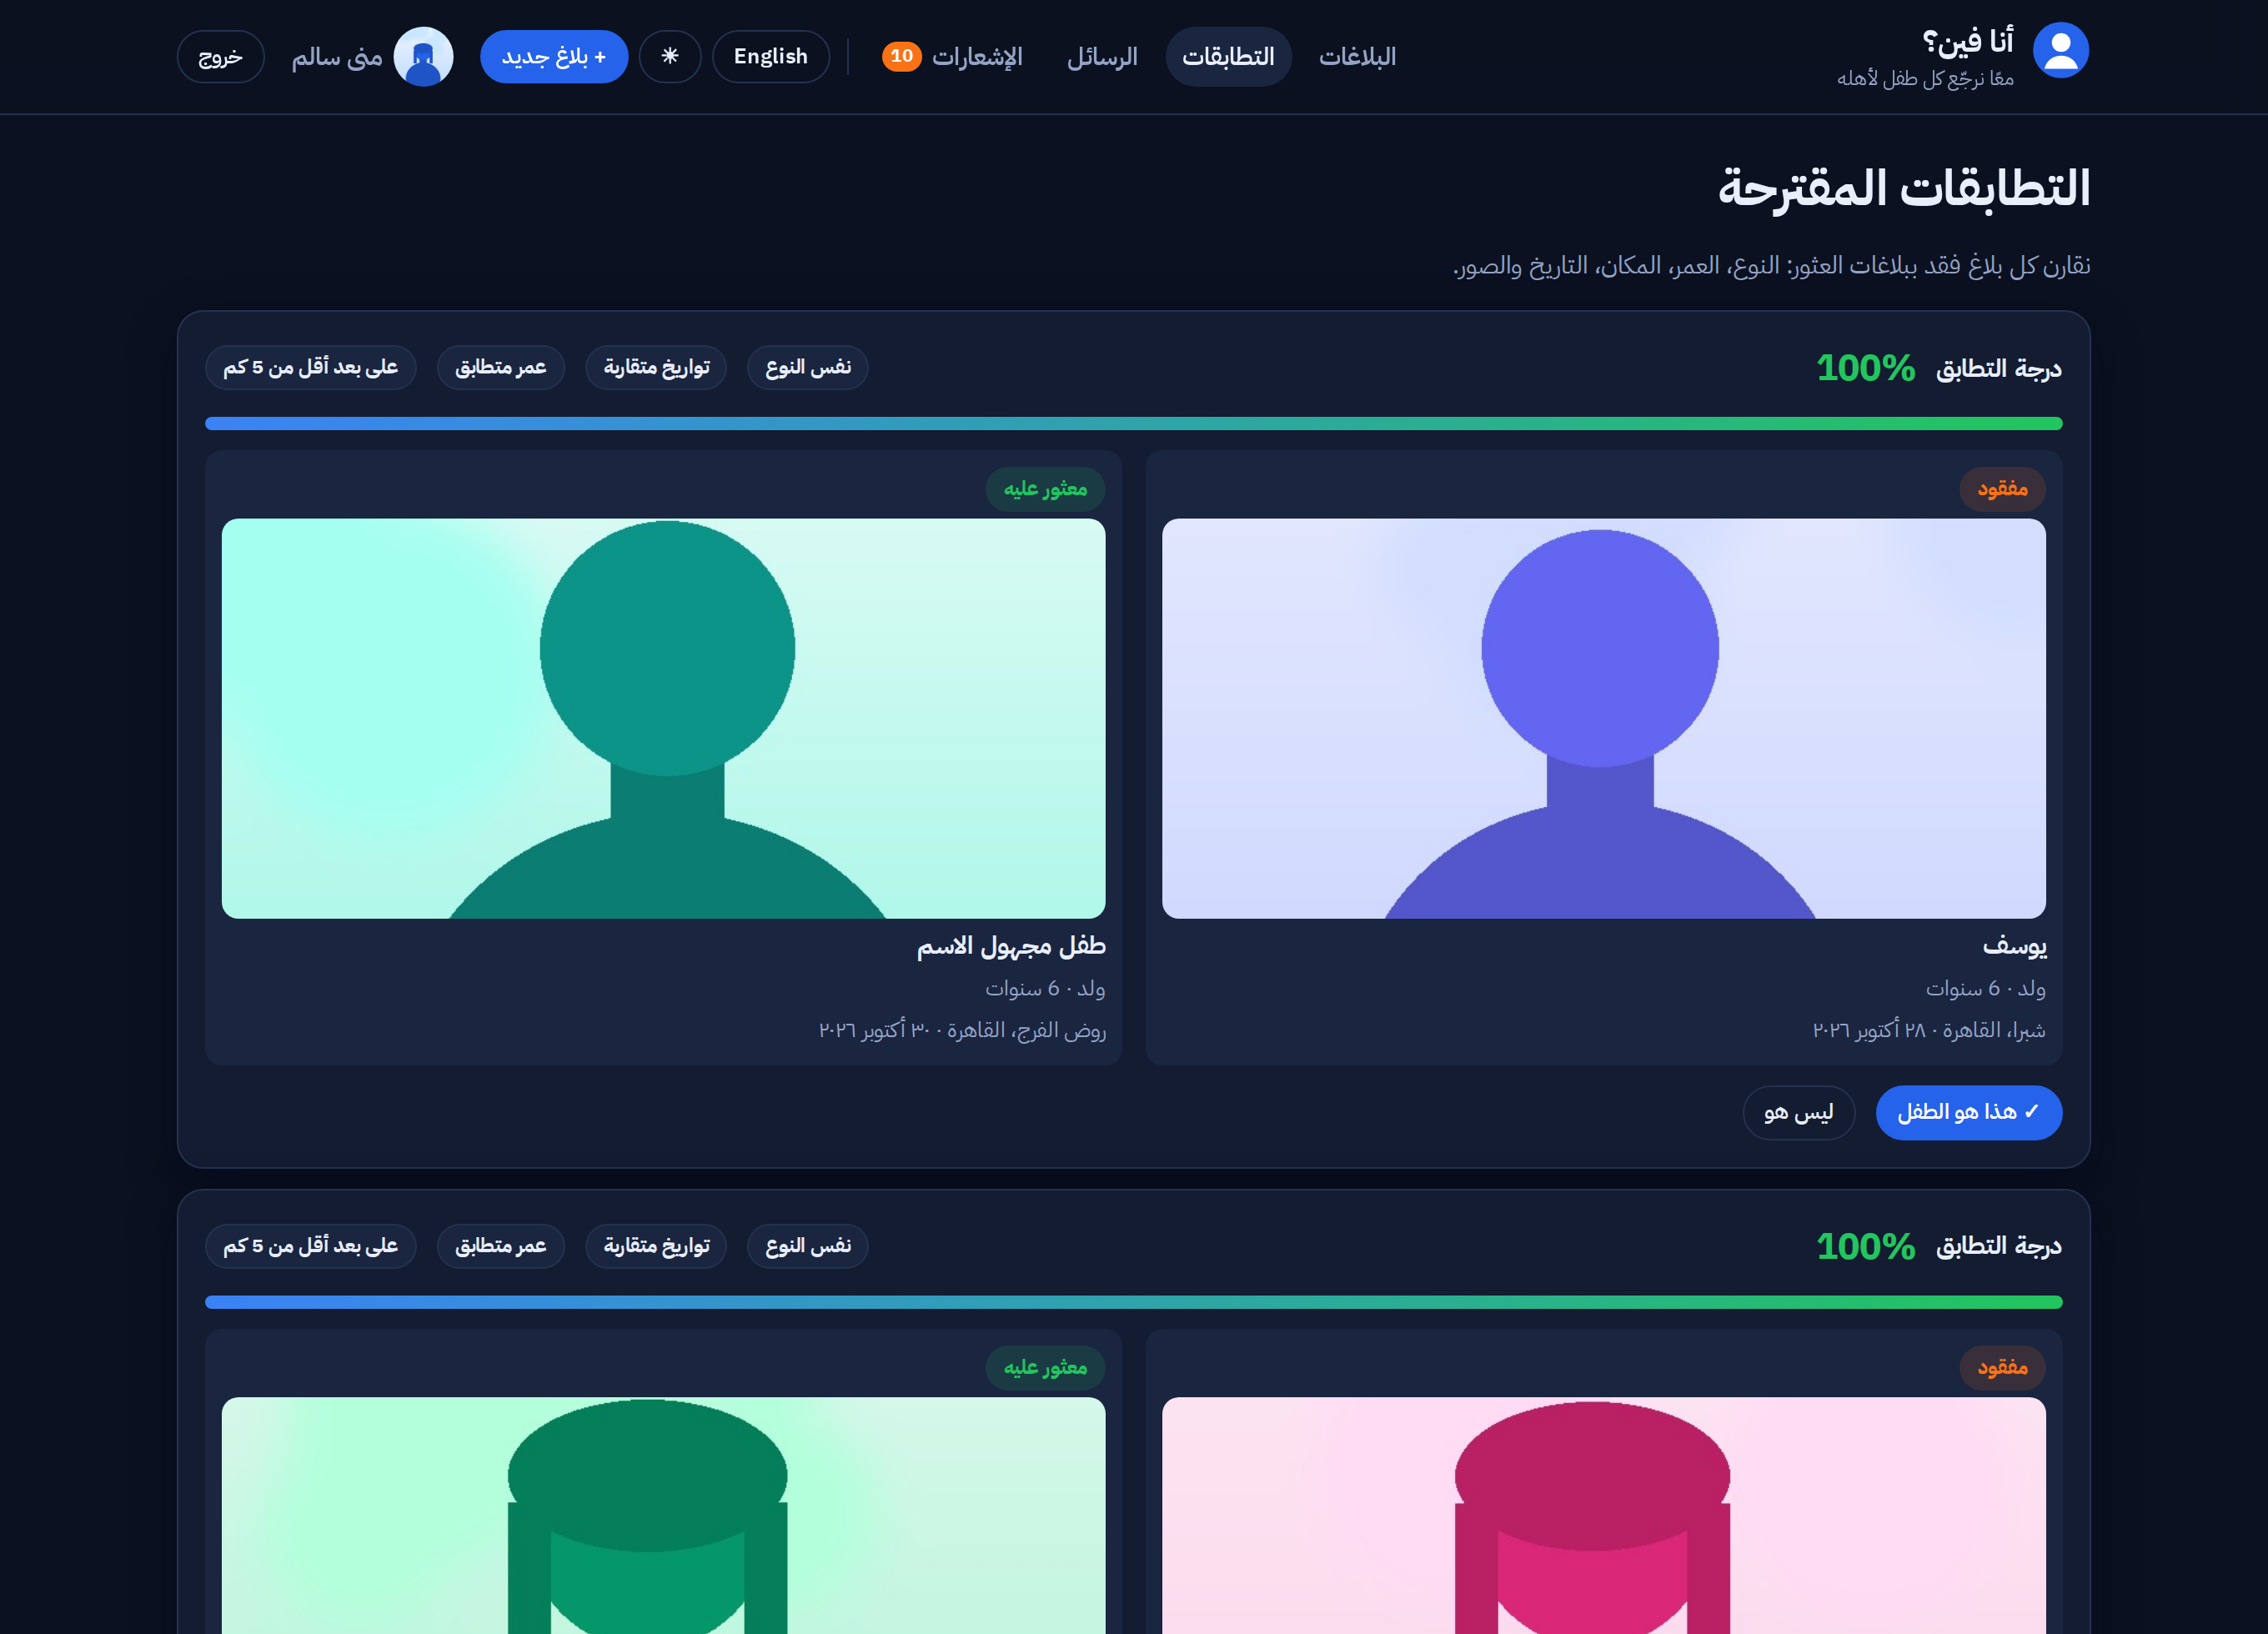 أنا فين؟
معًا نرجّع كل طفل لأهله
البلاغات
التطابقات
الرسائل
الإشعارات 10
English
☀
+ بلاغ جديد
منى سالم
خروج
التطابقات المقترحة
نقارن كل بلاغ فقد ببلاغات العثور: النوع، العمر، المكان، التاريخ والصور.
درجة التطابق 100%
نفس النوع
تواريخ متقاربة
عمر متطابق
على بعد أقل من 5 كم
مفقود
يوسف
ولد · 6 سنوات
شبرا، القاهرة · ٢٨ أكتوبر ٢٠٢٦
معثور عليه
طفل مجهول الاسم
ولد · 6 سنوات
روض الفرج، القاهرة · ٣٠ أكتوبر ٢٠٢٦
✓ هذا هو الطفل
ليس هو
درجة التطابق 100%
نفس النوع
تواريخ متقاربة
عمر متطابق
على بعد أقل من 5 كم
مفقود
معثور عليه